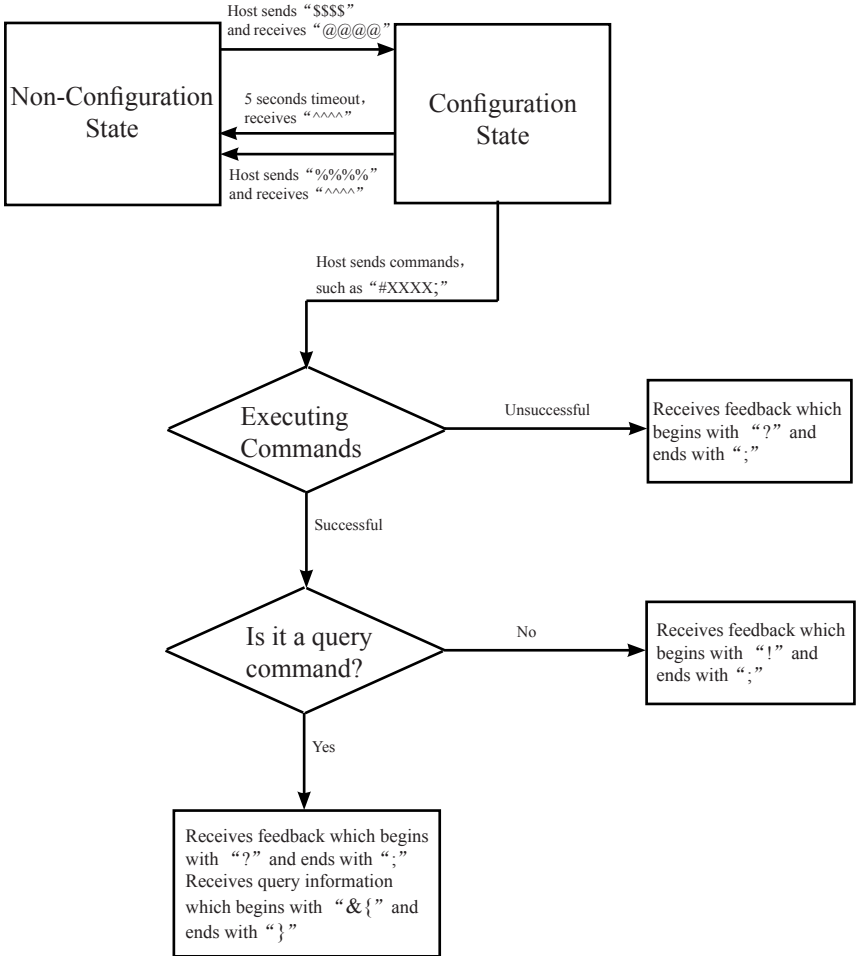 Host sends “$$$$”
and receives “@@@@”
Non-Configuration
State
5 seconds timeout，
receives “^^^^”
Configuration
State
Host sends “%%%%”
and receives “^^^^”
Host sends commands，
such as “#XXXX;”
Executing
Commands
Unsuccessful
Receives feedback which
begins with “?” and
ends with “;”
Successful
Is it a query
command?
No
Receives feedback which
begins with “!” and
ends with “;”
Yes
Receives feedback which begins
with “?” and ends with “;”
Receives query information
which begins with “&{” and
ends with “}”